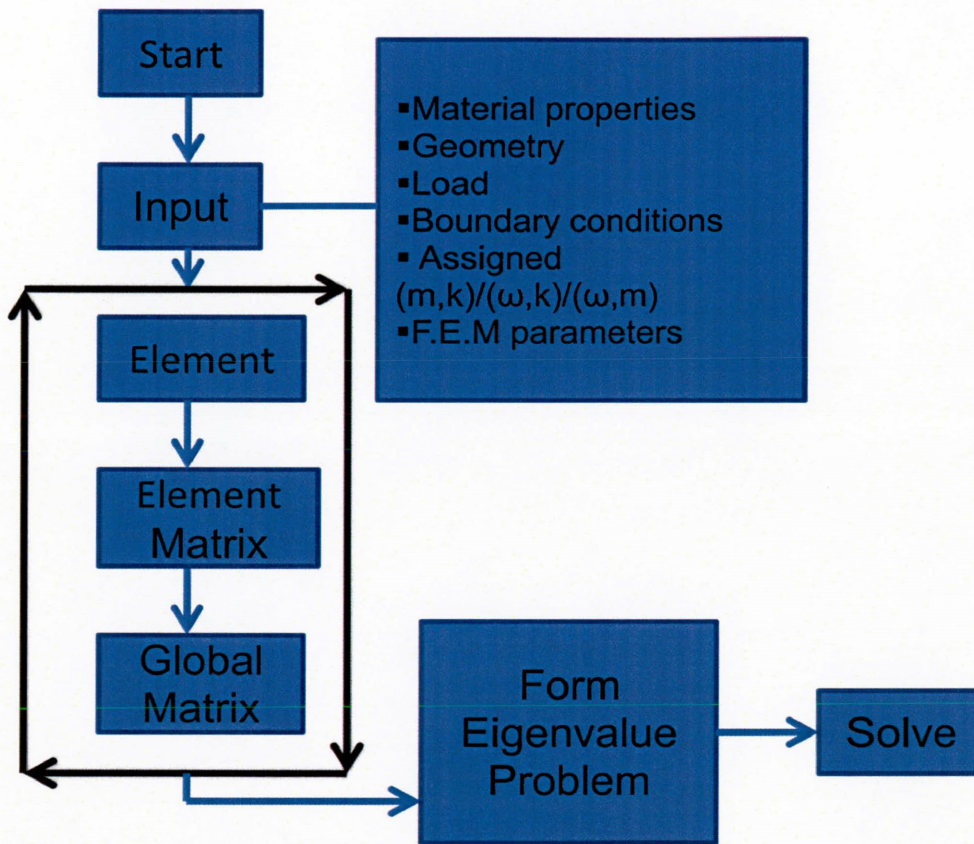 Start
Input
▪Material properties
▪Geometry
▪Load
▪Boundary conditions
▪ Assigned
(m,k)/(ω,k)/(ω,m)
▪F.E.M parameters
Element
Element
Matrix
Global
Matrix
Form
Eigenvalue
Problem
Solve